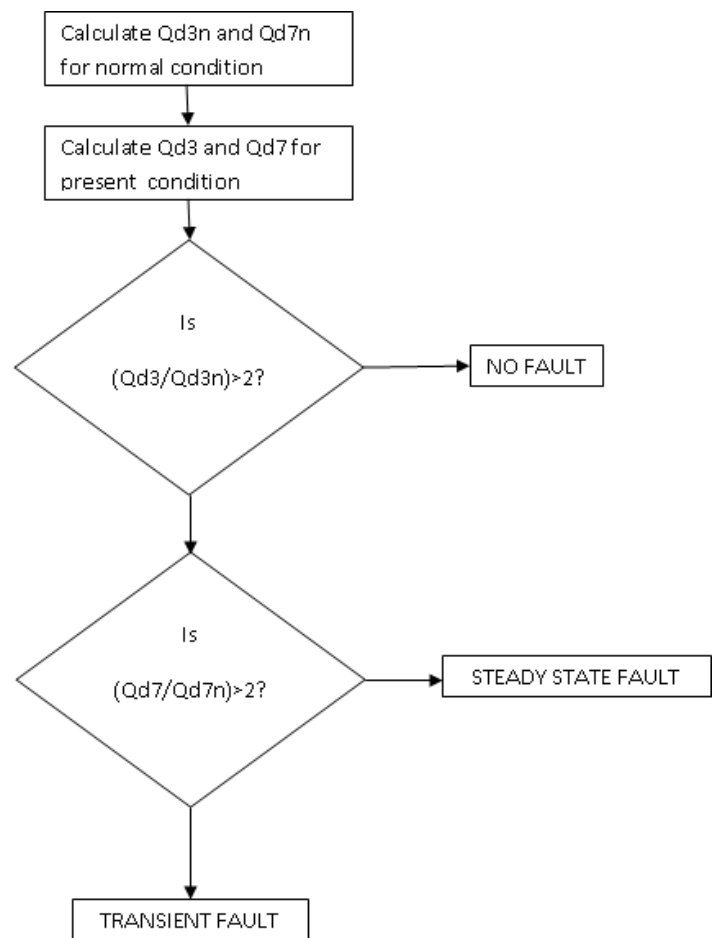 Calculate Qd3n and Qd7n
for normal condition
Calculate Qd3 and Qd7 for
present condition
Is
(Qd3/Qd3n)>2?
NO FAULT
Is
(Qd7/Qd7n)>2?
STEADY STATE FAULT
TRANSIENT FAULT